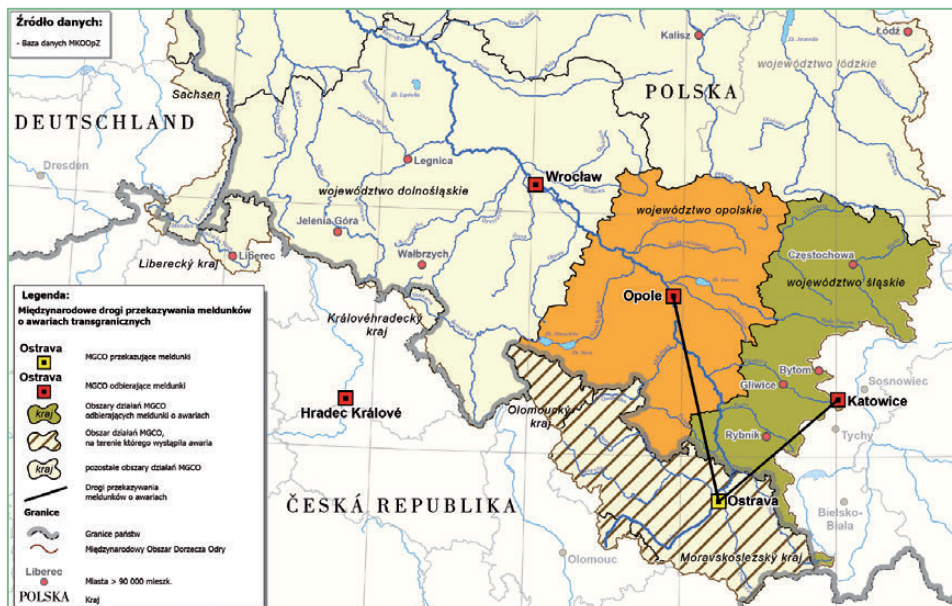 Źródło danych:
- Baza danych MKOOpZ
Kalisz
Łódź
województwo łódzkie
Sachsen
POLSKA
DEUTSCHLAND
Dresden
Legnica
Wrocław
województwo dolnośląskie
województwo opolskie
Jelenia Góra
Częstochowa
Liberec
Wałbrzych
Liberecký kraj
województwo śląskie
Opole
Královéhradecký
kraj
Bytom
Gliwice
Sosnowiec
Hradec Králové
Olomoucký
kraj
Katowice
Rybnik
Tychy
ČESKÁ REPUBLIKA
Ostrava
Bielsko-
Biała
Olomouc
Moravskoslezský kraj
Legenda:
Międzynarodowe drogi przekazywania meldunków
o awariach transgranicznych
Ostrava
MGCO przekazujące meldunki
Ostrava
MGCO odbierające meldunki
kraj
Obszary działań MGCO
odbierających meldunki o awariach
Obszar działań MGCO,
na terenie którego wystąpiła awaria
kraj
pozostałe obszary działań MGCO
Drogi przekazywania
meldunków o awariach
Granice
Granice państw
Międzynarodowy Obszar Dorzecza Odry
Liberec
Miasta > 90 000 mieszk.
POLSKA
Kraj